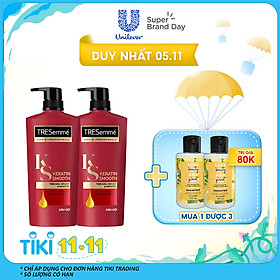 Unilever
Super
Brand Day
DUY NHẤT 05.11
TRESemmé
TRESemmé
KS
KERATIN
SMOOTH
KERATIN
SMOOTH
TRỊ GIÁ
80K
MUA 1 ĐƯỢC 3
TIKI 11·11
* CHỈ ÁP DỤNG CHO ĐƠN HÀNG TIKI TRADING
* SỐ LƯỢNG CÓ HẠN